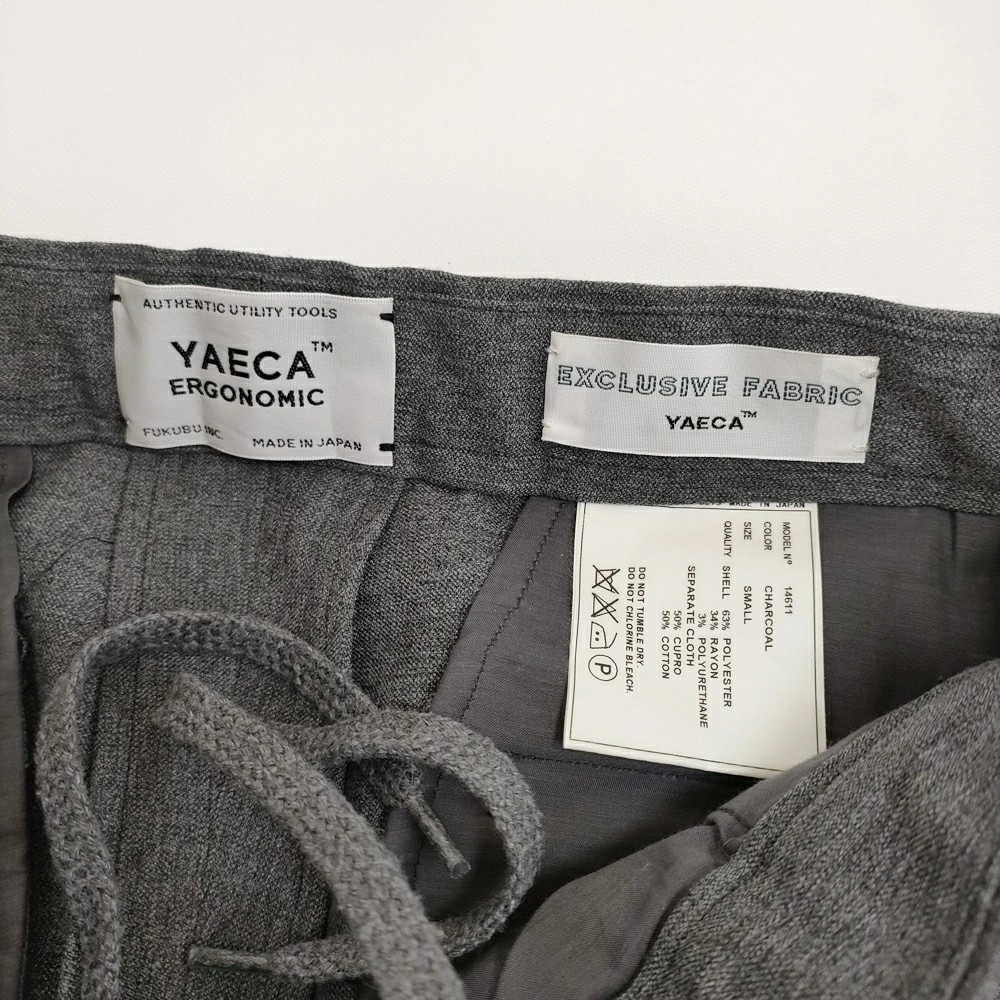 AUTHENTIC UTILITY TOOLS
YAECA™
ERGONOMIC
FUKUBU INC. MADE IN JAPAN
EXCLUSIVE FABRIC
YAECA™
MADE IN JAPAN
MODEL Nº 14611
COLOR CHARCOAL
SIZE SMALL
QUALITY SHELL 63% POLYESTER
34% RAYON
3% POLYURETHANE
SEPARATE CLOTH
50% CUPRO
50% COTTON
DO NOT TUMBLE DRY.
DO NOT CHLORINE BLEACH.
P